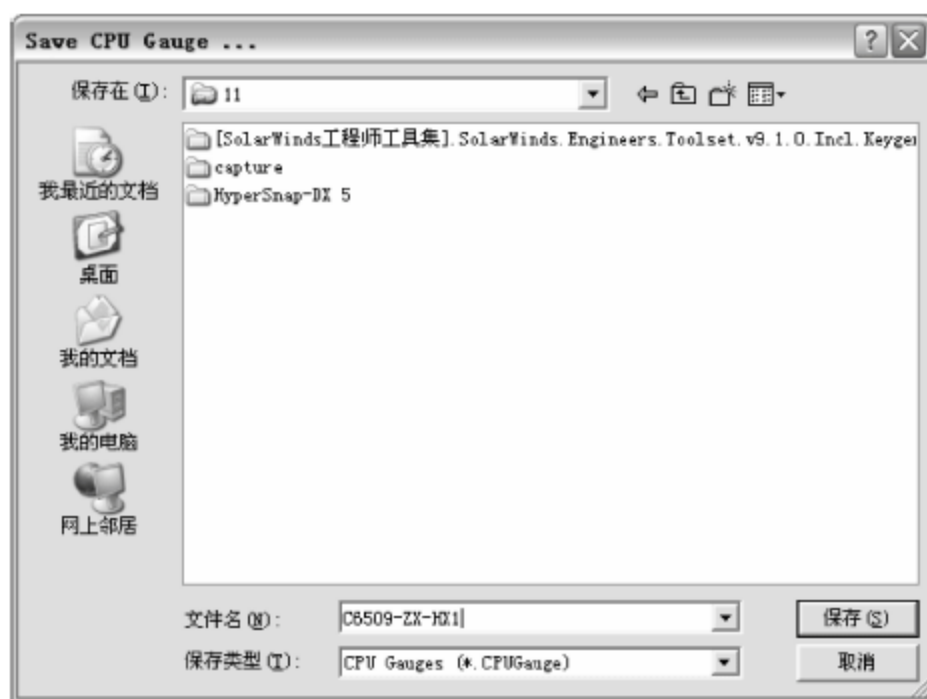 Save CPU Gauge ...
保存在(I):
11
[SolarWinds工程师工具集].SolarWinds.Engineers.Toolset.v9.1.0.Incl.Keyger
capture
HyperSnap-DX 5
我最近的文档
桌面
我的文档
我的电脑
网上邻居
文件名(N):
C6509-ZX-HX1
保存(S)
保存类型(T):
CPU Gauges (*.CPUGauge)
取消